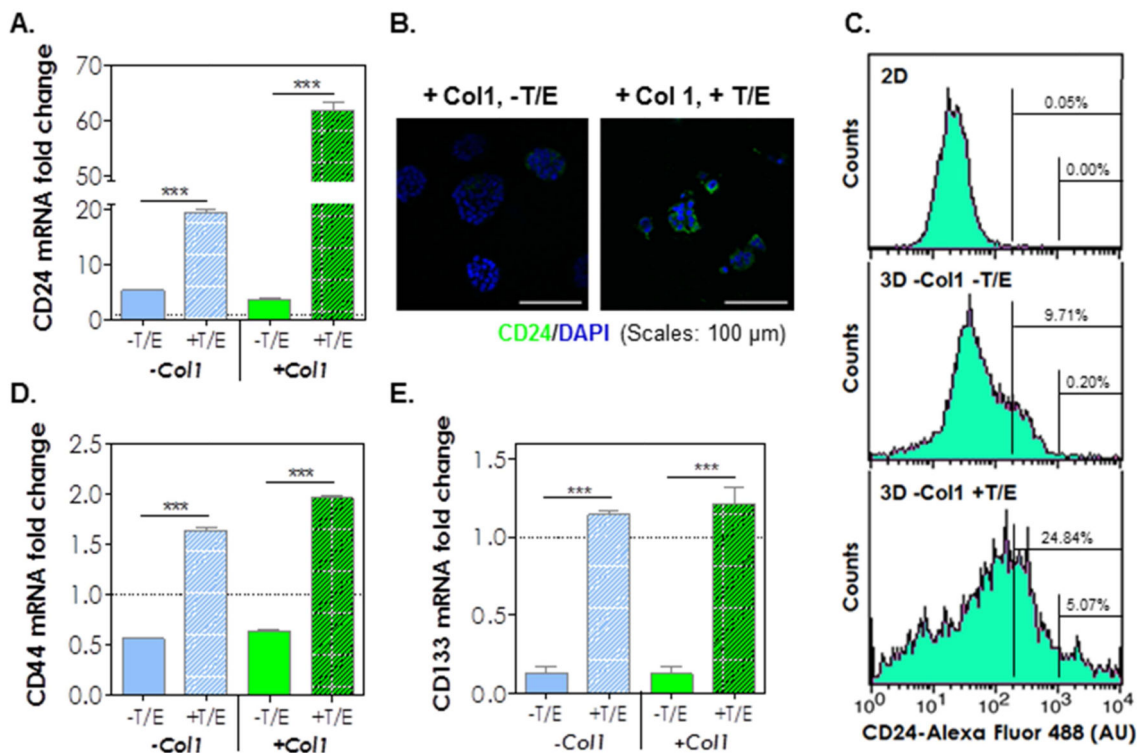 A.
CD24 mRNA fold change
70
60
50
20
10
0
***
***
-T/E +T/E -T/E +T/E
-Col1 +Col1
B.
+ Col1, -T/E + Col 1, + T/E
CD24/DAPI (Scales: 100 µm)
C.
2D
0.05%
0.00%
Counts
3D -Col1 -T/E
9.71%
0.20%
Counts
3D -Col1 +T/E
24.84%
5.07%
Counts
10⁰ 10¹ 10² 10³ 10⁴
CD24-Alexa Fluor 488 (AU)
D.
CD44 mRNA fold change
2.5
2.0
1.5
1.0
0.5
0.0
***
***
-T/E +T/E -T/E +T/E
-Col1 +Col1
E.
CD133 mRNA fold change
1.5
1.0
0.5
0.0
***
***
-T/E +T/E -T/E +T/E
-Col1 +Col1